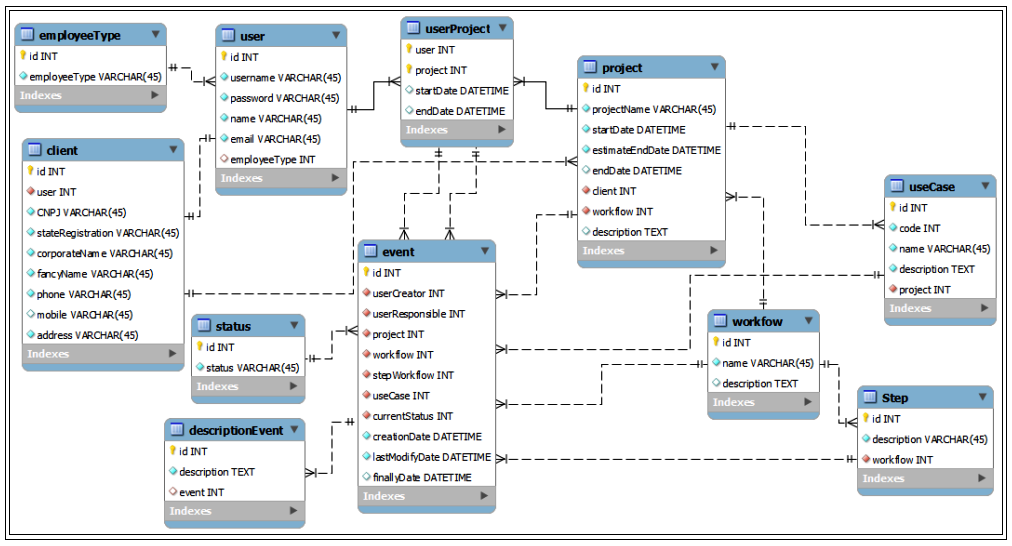 employeeType
id INT
employeeType VARCHAR(45)
Indexes
user
id INT
username VARCHAR(45)
password VARCHAR(45)
name VARCHAR(45)
email VARCHAR(45)
employeeType INT
Indexes
userProject
user INT
project INT
startDate DATETIME
endDate DATETIME
Indexes
project
id INT
projectName VARCHAR(45)
startDate DATETIME
estimateEndDate DATETIME
endDate DATETIME
client INT
workflow INT
description TEXT
Indexes
client
id INT
user INT
CNPJ VARCHAR(45)
stateRegistration VARCHAR(45)
corporateName VARCHAR(45)
fancyName VARCHAR(45)
phone VARCHAR(45)
mobile VARCHAR(45)
address VARCHAR(45)
Indexes
useCase
id INT
code INT
name VARCHAR(45)
description TEXT
project INT
Indexes
event
id INT
userCreator INT
userResponsible INT
project INT
workflow INT
stepWorkflow INT
useCase INT
currentStatus INT
creationDate DATETIME
lastModifyDate DATETIME
finallyDate DATETIME
Indexes
status
id INT
status VARCHAR(45)
Indexes
workfow
id INT
name VARCHAR(45)
description TEXT
Indexes
Step
id INT
description VARCHAR(45)
workflow INT
Indexes
descriptionEvent
id INT
description TEXT
event INT
Indexes